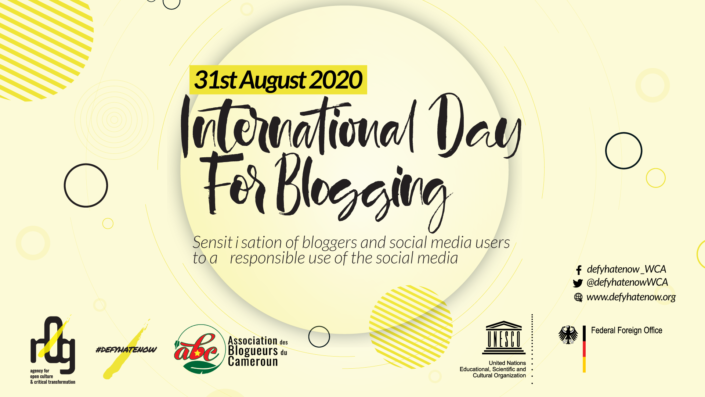 31st August 2020
International Day
For Blogging
Sensitisation of bloggers and social media users
to a responsible use of the social media
defyhatenow_WCA
@defyhatenowWCA
www.defyhatenow.org
r0g
agency for
open culture
& critical transformation
#DEFYHATENOW
abc
Association des
Blogueurs du
Cameroun
UNESCO
United Nations
Educational, Scientific and
Cultural Organization
Federal Foreign Office